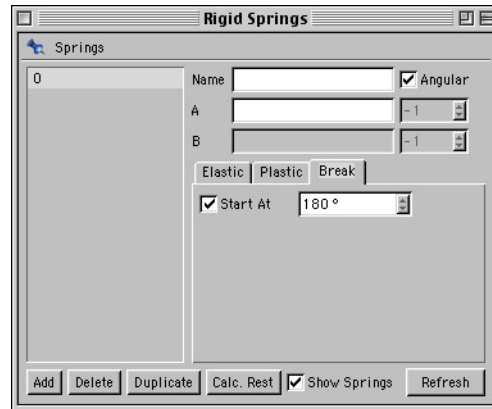 Rigid Springs
Springs
0
Name
Angular
A
-1
B
-1
Elastic
Plastic
Break
Start At
180°
Add
Delete
Duplicate
Calc. Rest
Show Springs
Refresh